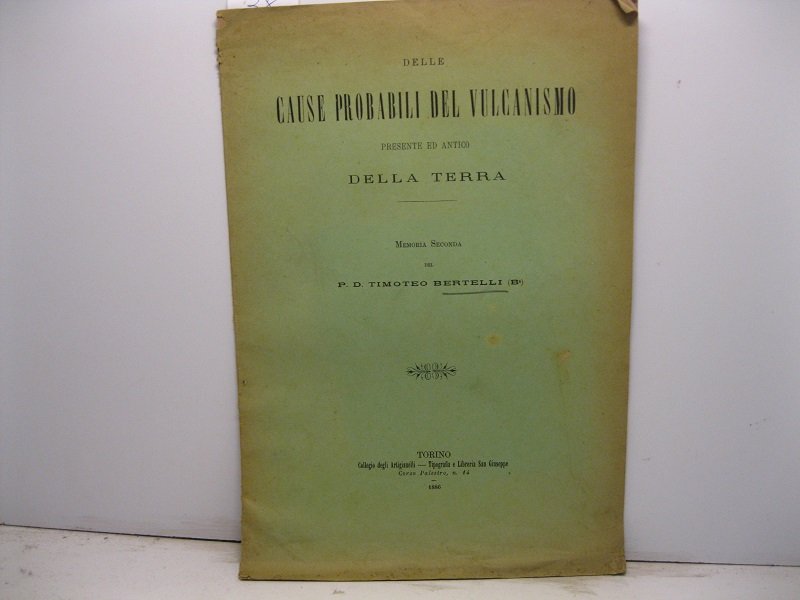 DELLE
CAUSE PROBABILI DEL VULCANISMO
PRESENTE ED ANTICO
DELLA TERRA
MEMORIA SECONDA
DEL
P. D. TIMOTEO BERTELLI (Bª)
TORINO
Collegio degli Artigianelli — Tipografia e Libreria San Giuseppe
Corso Palestro, n. 14
1886